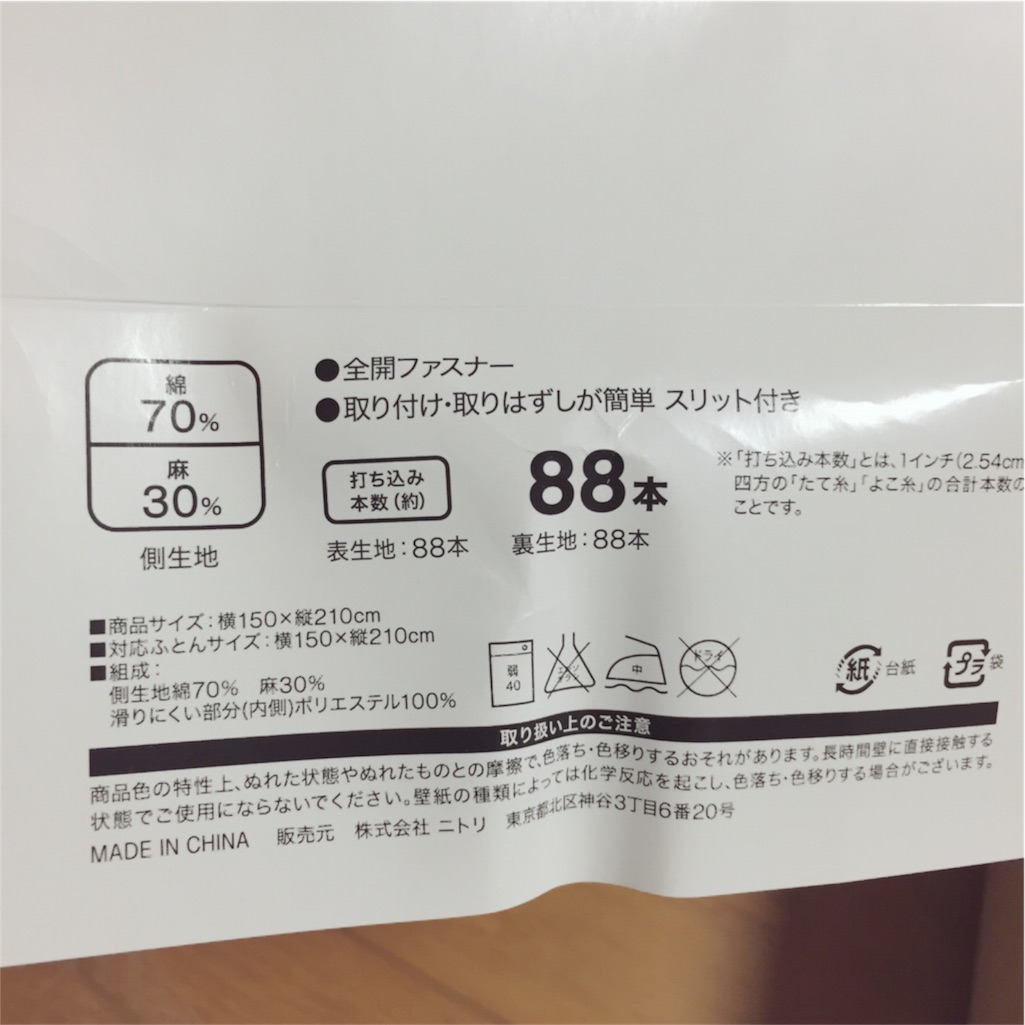 綿
70%
麻
30%
側生地
●全開ファスナー
●取り付け・取りはずしが簡単 スリット付き
打ち込み
本数(約)
88本
表生地:88本 裏生地:88本
※「打ち込み本数」とは、1インチ(2.54cm
四方の「たて糸」「よこ糸」の合計本数の
ことです。
■商品サイズ:横150×縦210cm
■対応ふとんサイズ:横150×縦210cm
■組成:
側生地綿70% 麻30%
滑りにくい部分(内側)ポリエステル100%
弱
40
エンソ
サラシ
中
ドライ
紙 台紙
プラ 袋
取り扱い上のご注意
商品色の特性上、ぬれた状態やぬれたものとの摩擦で、色落ち・色移りするおそれがあります。長時間壁に直接接触する
状態でご使用にならないでください。壁紙の種類によっては化学反応を起こし、色落ち・色移りする場合がございます。
MADE IN CHINA 販売元 株式会社 ニトリ 東京都北区神谷3丁目6番20号